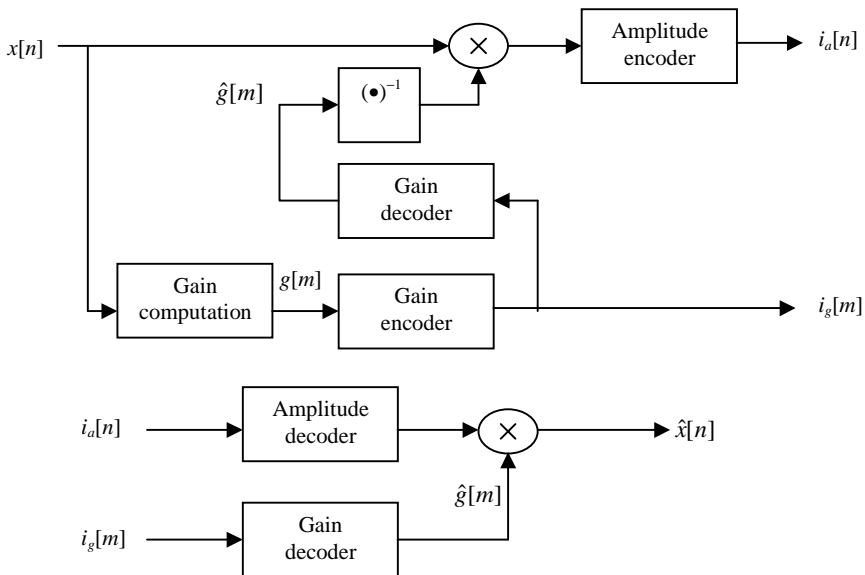 x[n]
×
Amplitude
encoder
i_a[n]
ĝ[m]
(•)⁻¹
Gain
decoder
Gain
computation
g[m]
Gain
encoder
i_g[m]
i_a[n]
Amplitude
decoder
×
x̂[n]
ĝ[m]
i_g[m]
Gain
decoder